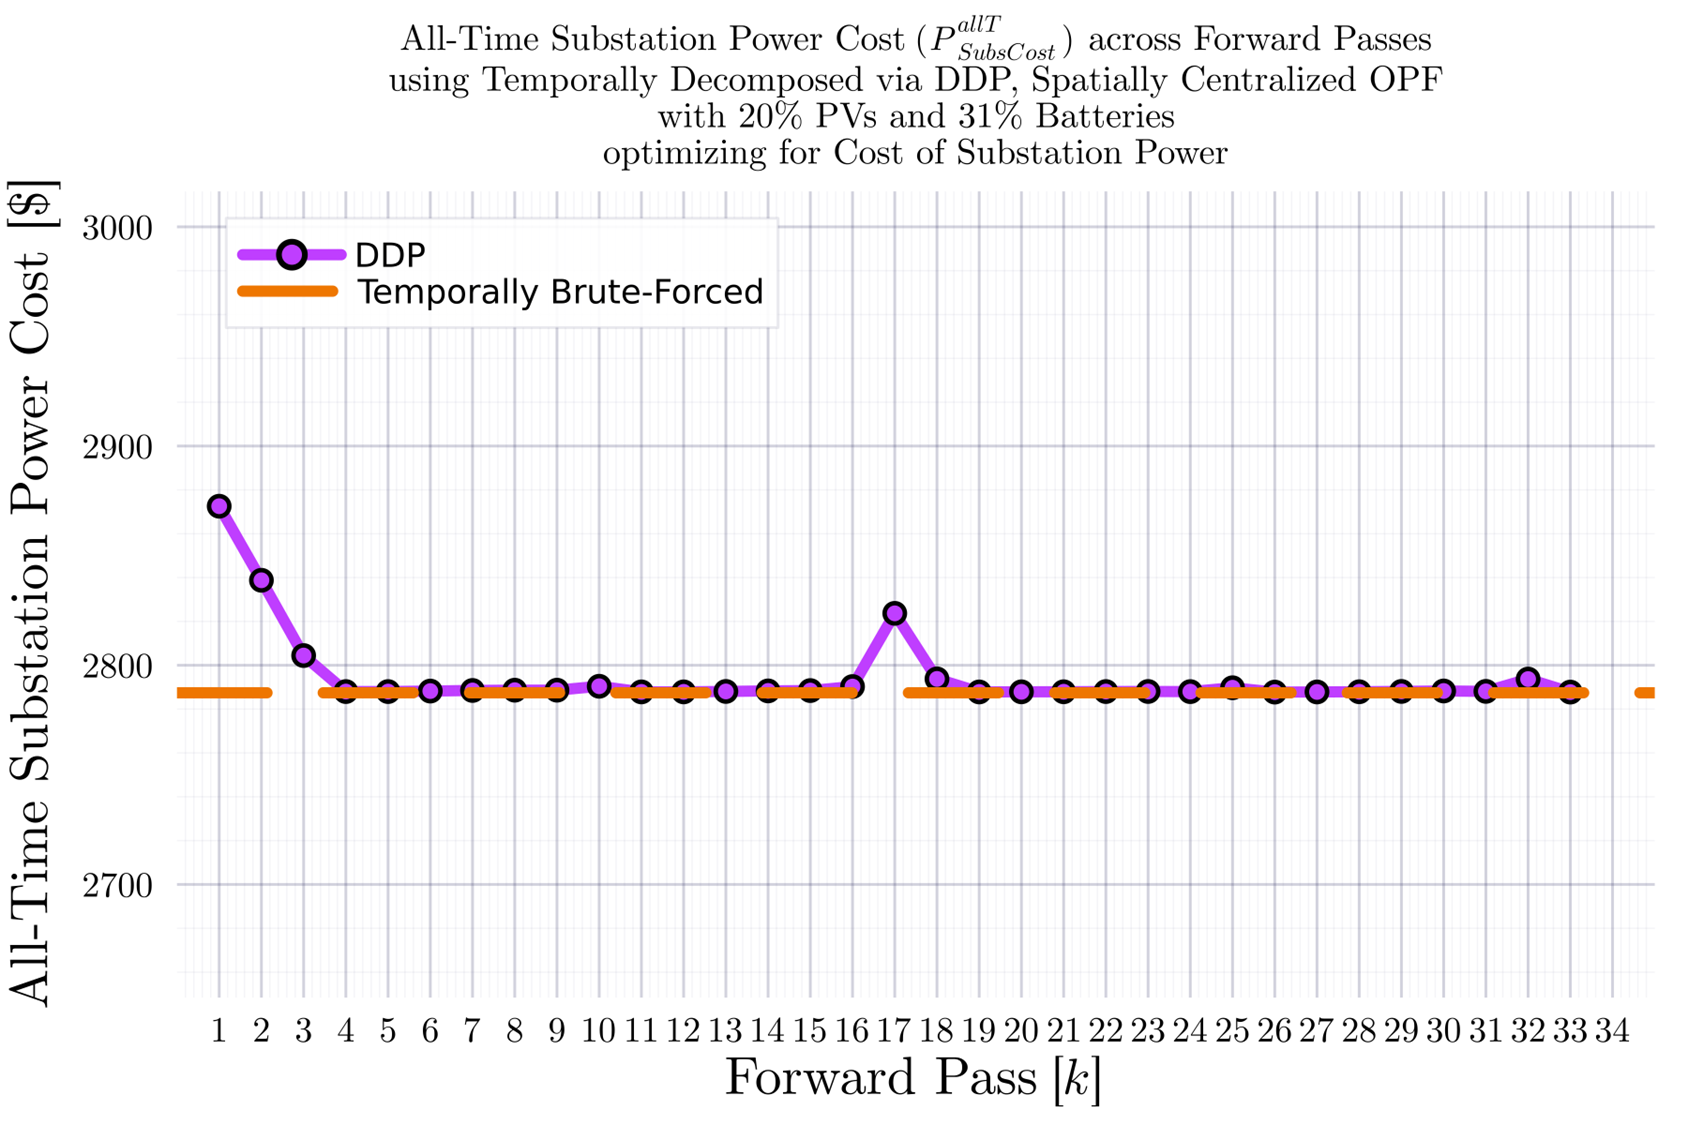 All-Time Substation Power Cost (P^{allT}_{SubsCost}) across Forward Passes
using Temporally Decomposed via DDP, Spatially Centralized OPF
with 20% PVs and 31% Batteries
optimizing for Cost of Substation Power
All-Time Substation Power Cost [$]
3000
2900
2800
2700
DDP
Temporally Brute-Forced
1 2 3 4 5 6 7 8 9 10 11 12 13 14 15 16 17 18 19 20 21 22 23 24 25 26 27 28 29 30 31 32 33 34
Forward Pass [k]